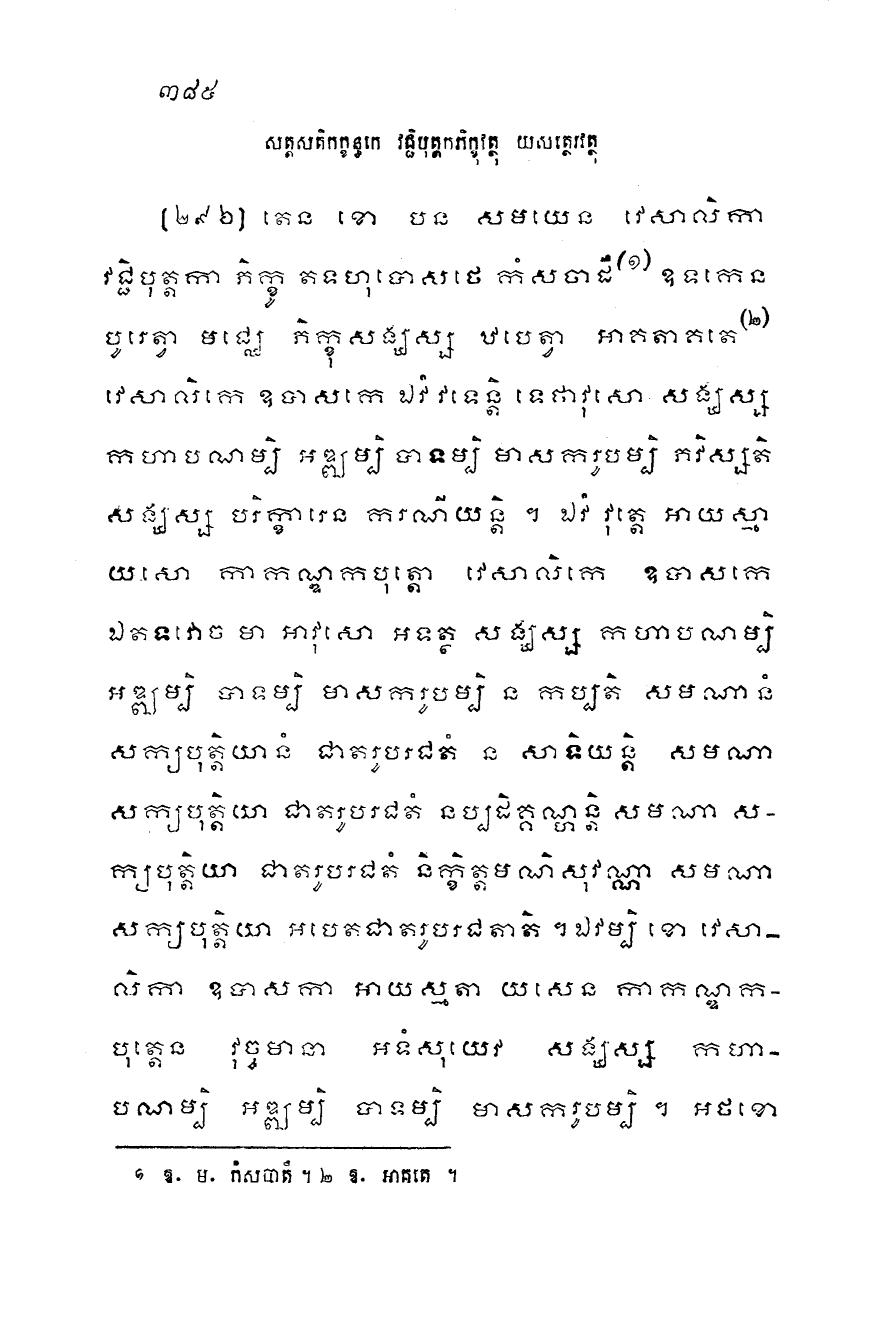 ៣៨៥
សត្តសតិកក្ខន្ធកេ វជ្ជិបុត្តកភិក្ខុវត្ថុ យសត្ថេរវត្ថុ
[២៩៦] តេន ខោ បន សមយេន វេសាលិកា
វជ្ជិបុត្តកា ភិក្ខូ តទហុបោសថេ កំសបាដឹ(១) ឧទកេន
បូរេត្វា មជ្ឈេ ភិក្ខុសង្ឃស្ស ឋបេត្វា អាគតាគតេ(២)
វេសាលិកេ ឧបាសកេ ឯវំ វទេន្តិ ទេថាវុសោ សង្ឃស្ស
កហាបណម្បិ អឌ្ឍម្បិ បាទម្បិ មាសករូបម្បិ ភវិស្សតិ
សង្ឃស្ស បរិក្ខារេន ករណីយន្តិ ។ ឯវំ វុត្តេ អាយស្មា
យសោ កាកណ្ឌកបុត្តោ វេសាលិកេ ឧបាសកេ
ឯតទវោច មា អាវុសោ អទត្ថ សង្ឃស្ស កហាបណម្បិ
អឌ្ឍម្បិ បាទម្បិ មាសករូបម្បិ ន កប្បតិ សមណានំ
សក្យបុត្តិយានំ ជាតរូបរជតំ ន សាទិយន្តិ សមណា
សក្យបុត្តិយា ជាតរូបរជតំ នប្បដិគ្គណ្ហន្តិ សមណា ស-
ក្យបុត្តិយា ជាតរូបរជតំ និក្ខិត្តមណិសុវណ្ណា សមណា
សក្យបុត្តិយា អបេតជាតរូបរជតាតិ ។ ឯវម្បិ ខោ វេសា-
លិកា ឧបាសកា អាយស្មតា យសេន កាកណ្ឌក-
បុត្តេន វុច្ចមានា អទំសុយេវ សង្ឃស្ស កហា-
បណម្បិ អឌ្ឍម្បិ បាទម្បិ មាសករូបម្បិ ។ អថខោ
១ ឱ. ម. កំសបាតឹ ។ ២ ឱ. អាគតេ ។